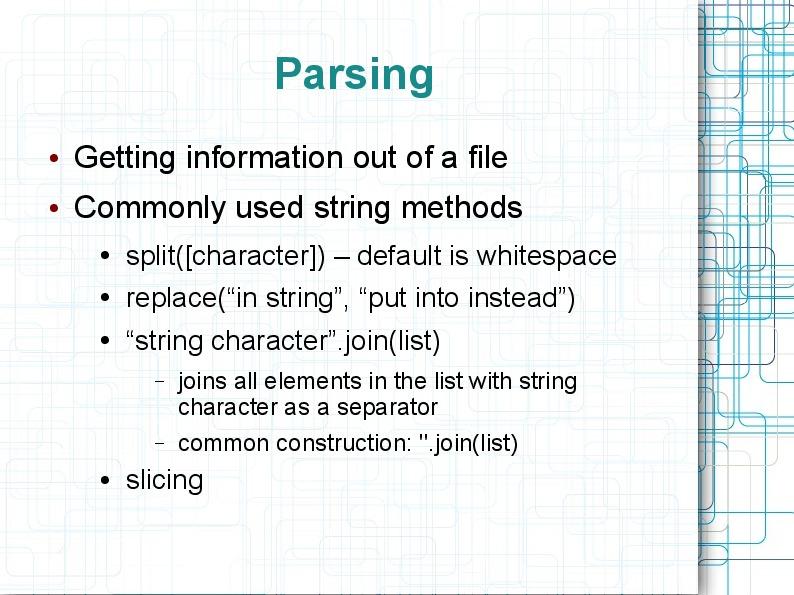 Parsing
Getting information out of a file
Commonly used string methods
split([character]) – default is whitespace
replace(“in string”, “put into instead”)
“string character”.join(list)
joins all elements in the list with string
character as a separator
common construction: ''.join(list)
slicing